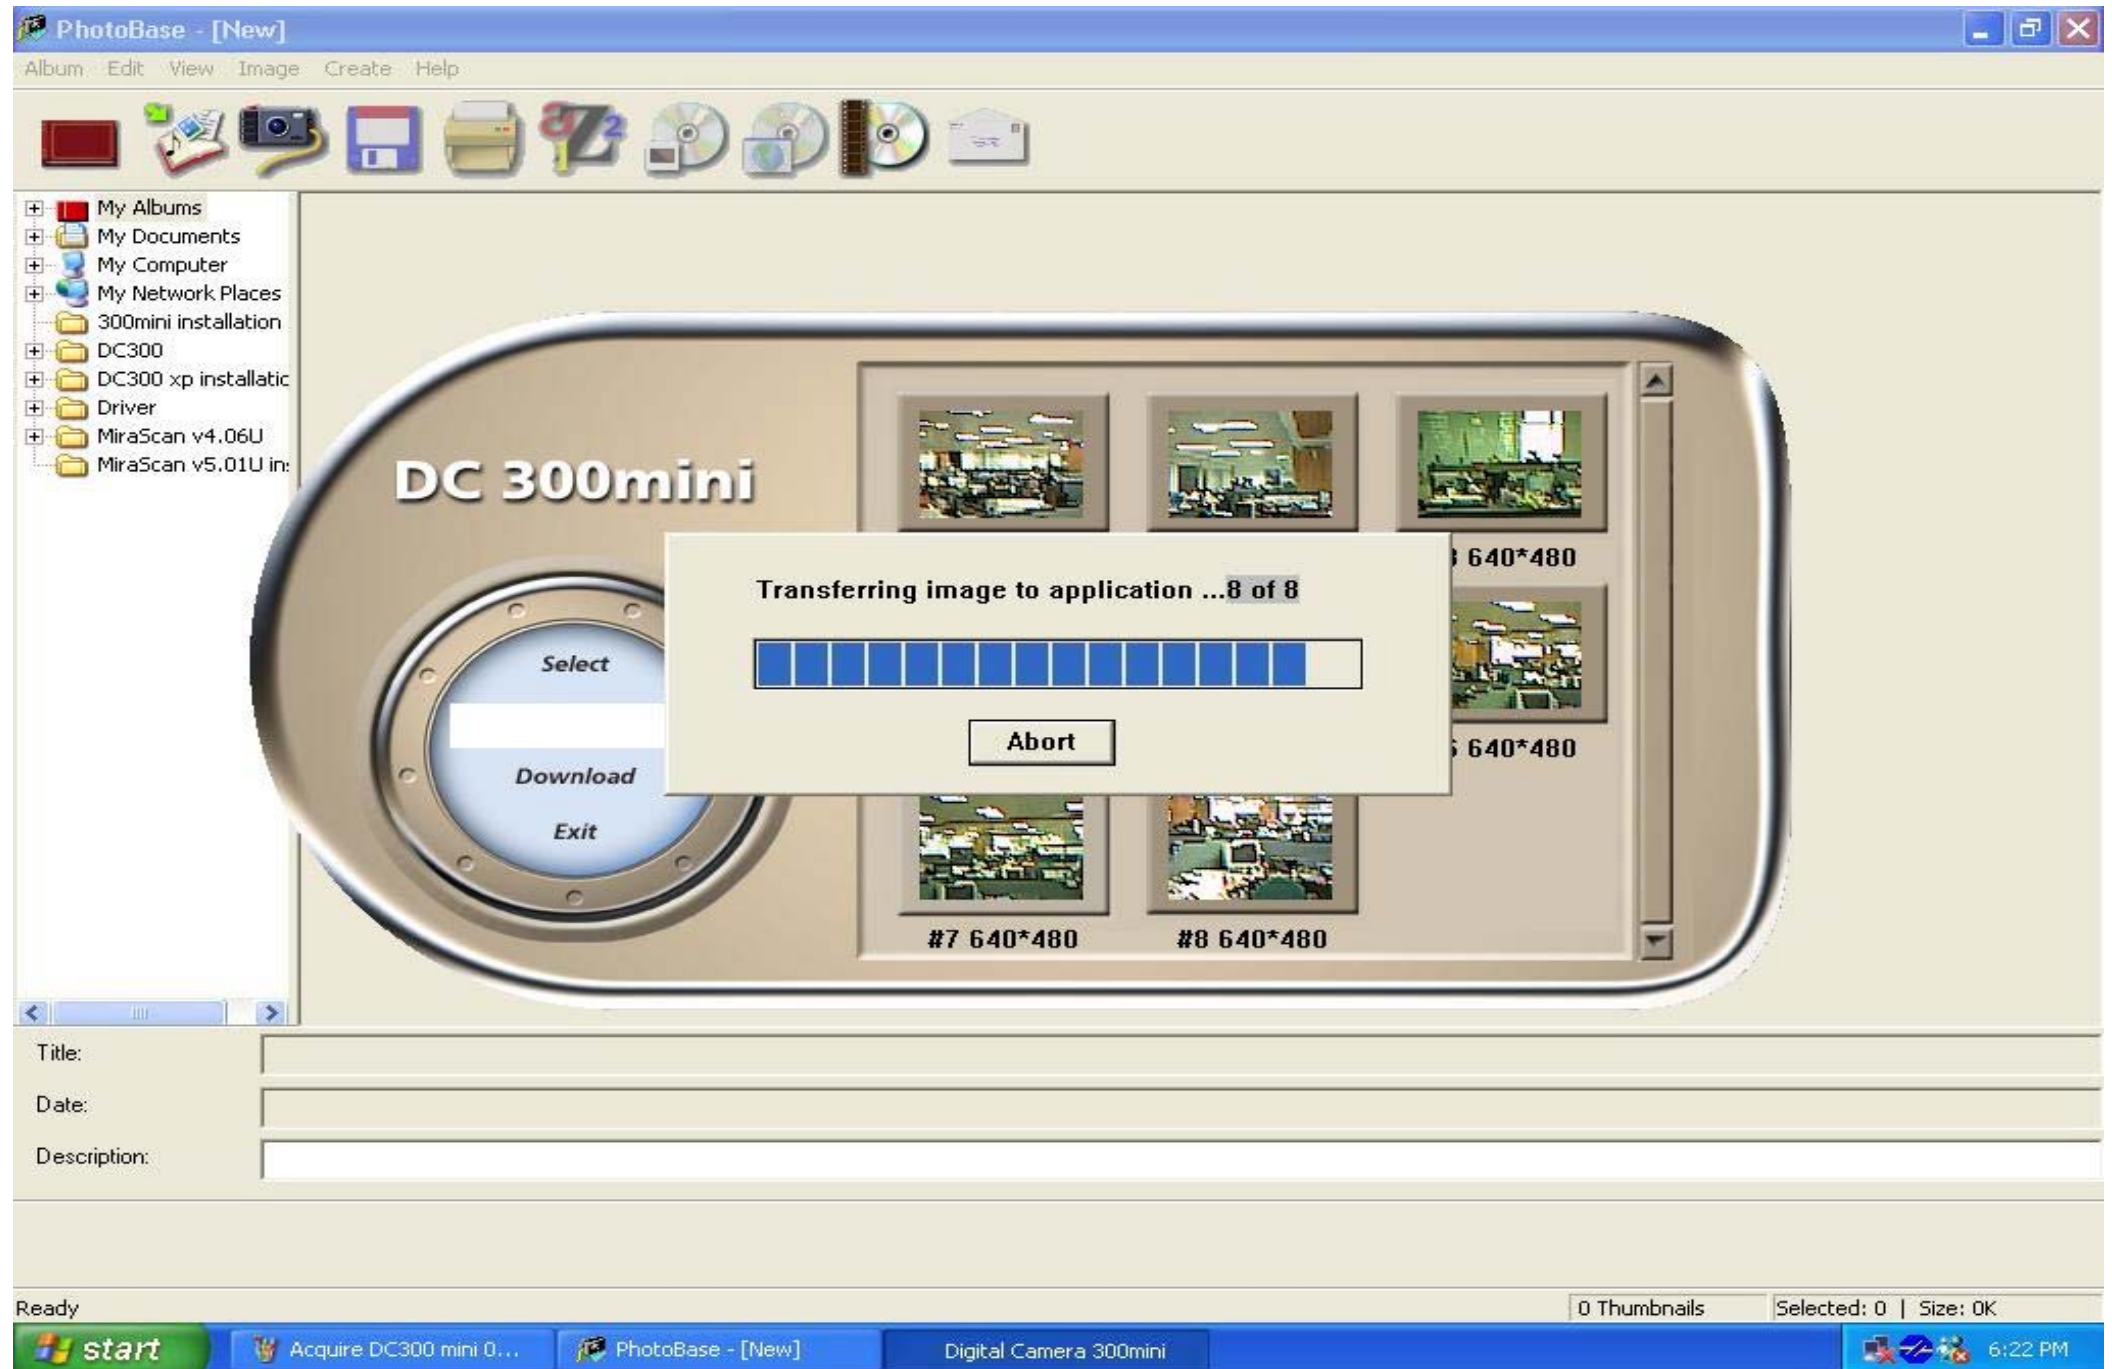 PhotoBase - [New]
Album Edit View Image Create Help
My Albums
My Documents
My Computer
My Network Places
300mini installation
DC300
DC300 xp installatic
Driver
MiraScan v4.06U
MiraScan v5.01U in
DC 300mini
Select
Download
Exit
Transferring image to application ...8 of 8
Abort
640*480
640*480
#7 640*480 #8 640*480
Title:
Date:
Description:
Ready 0 Thumbnails Selected: 0 | Size: 0K
start Acquire DC300 mini 0... PhotoBase - [New] Digital Camera 300mini 6:22 PM